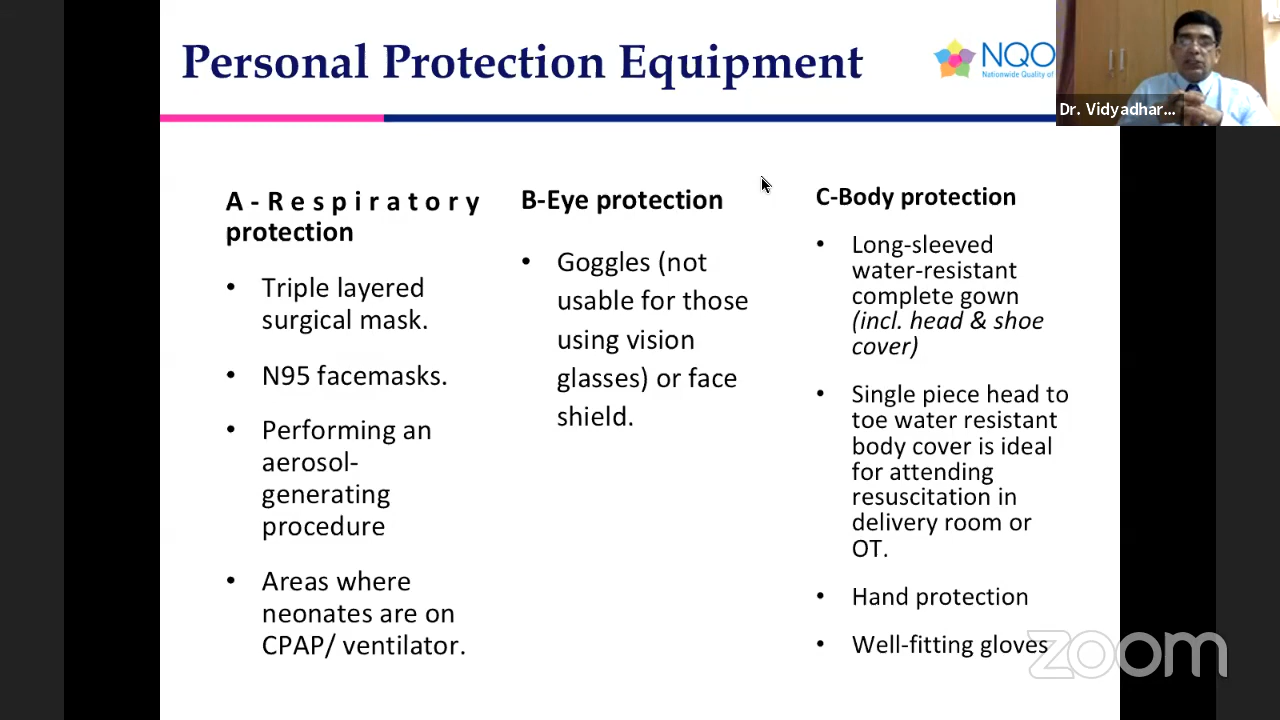 Personal Protection Equipment
NQO
Nationwide Quality of
Dr. Vidyadhar...
A-Respiratory
protection
• Triple layered
surgical mask.
• N95 facemasks.
• Performing an
aerosol-
generating
procedure
• Areas where
neonates are on
CPAP/ ventilator.
B-Eye protection
• Goggles (not
usable for those
using vision
glasses) or face
shield.
C-Body protection
• Long-sleeved
water-resistant
complete gown
(incl. head & shoe
cover)
• Single piece head to
toe water resistant
body cover is ideal
for attending
resuscitation in
delivery room or
OT.
• Hand protection
• Well-fitting gloves
zoom